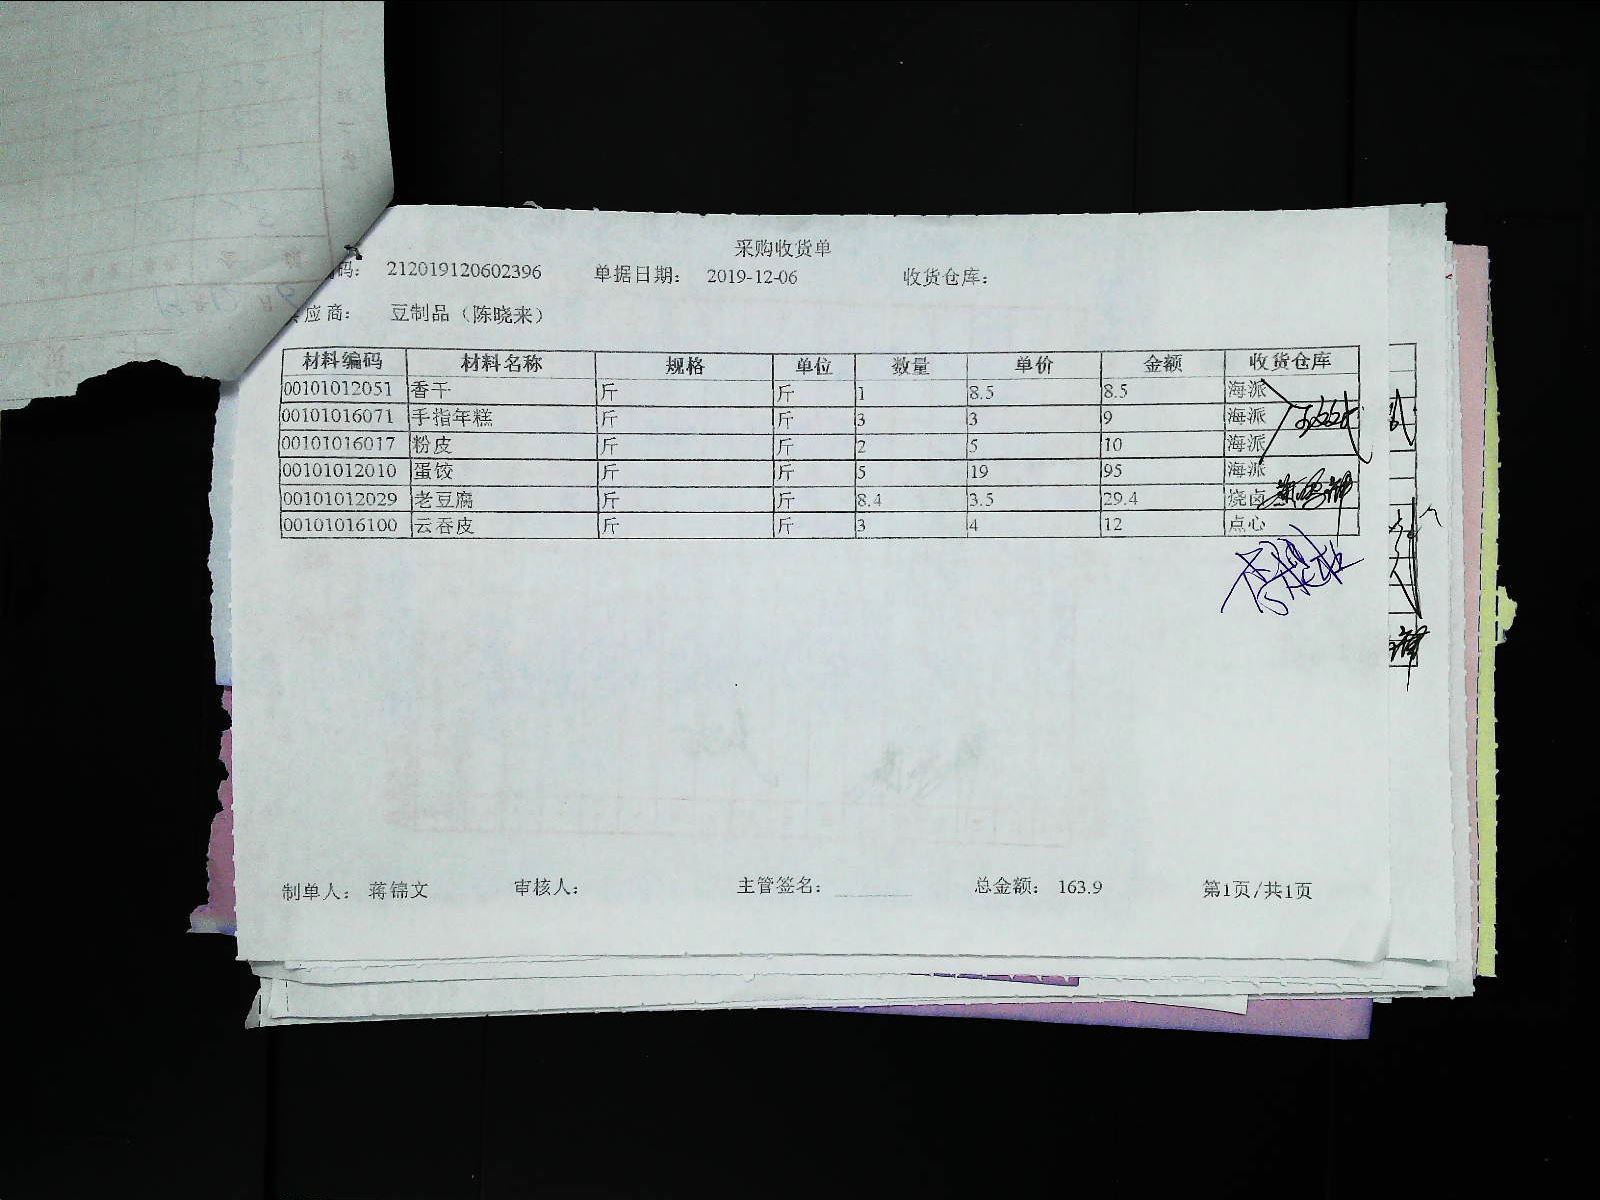 采购收货单
码： 212019120602396 单据日期： 2019-12-06 收货仓库：
应商： 豆制品（陈晓来）
材料编码 材料名称 规格 单位 数量 单价 金额 收货仓库
00101012051 香干 斤 斤 1 8.5 8.5 海派
00101016071 手指年糕 斤 斤 3 3 9 海派
00101016017 粉皮 斤 斤 2 5 10 海派
00101012010 蛋饺 斤 斤 5 19 95 海派
00101012029 老豆腐 斤 斤 8.4 3.5 29.4 烧卤
00101016100 云吞皮 斤 斤 3 4 12 点心
制单人： 蒋锦文 审核人： 主管签名： 总金额： 163.9 第1页/共1页